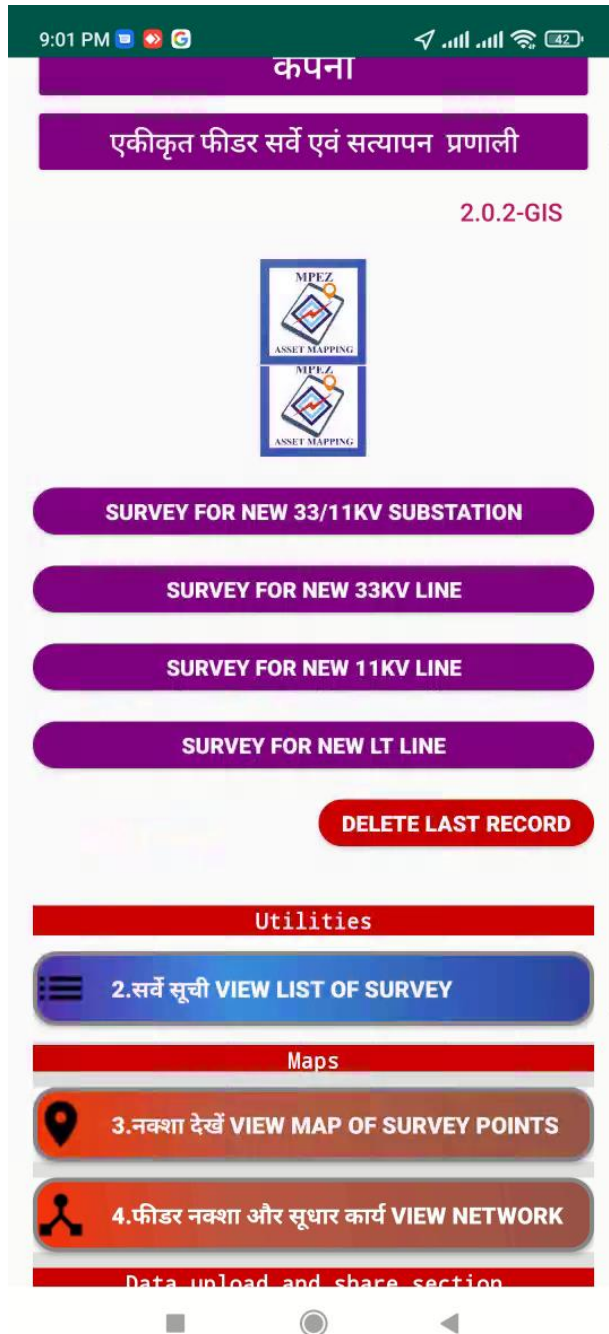 9:01 PM
42
कंपनी
एकीकृत फीडर सर्वे एवं सत्यापन प्रणाली
2.0.2-GIS
MPEZ
ASSET MAPPING
MPEZ
ASSET MAPPING
SURVEY FOR NEW 33/11KV SUBSTATION
SURVEY FOR NEW 33KV LINE
SURVEY FOR NEW 11KV LINE
SURVEY FOR NEW LT LINE
DELETE LAST RECORD
Utilities
2.सर्वे सूची VIEW LIST OF SURVEY
Maps
3.नक्शा देखें VIEW MAP OF SURVEY POINTS
4.फीडर नक्शा और सूधार कार्य VIEW NETWORK
Data upload and share section